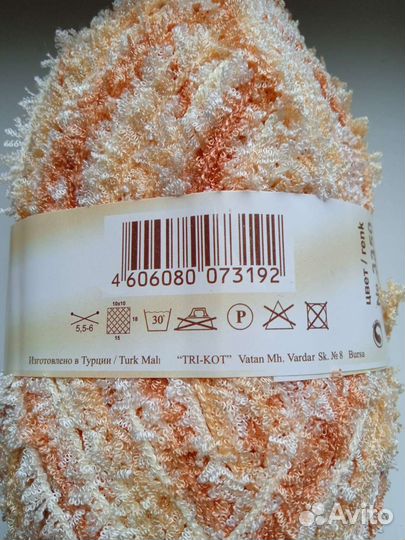 4 606080 073192
10x10
5,5-6
18
15
30°
P
Изготовлено в Турции / Turk Malı "TRI-KOT" Vatan Mh. Vardar Sk. № 8 Bursa
цвет / renk
Avito